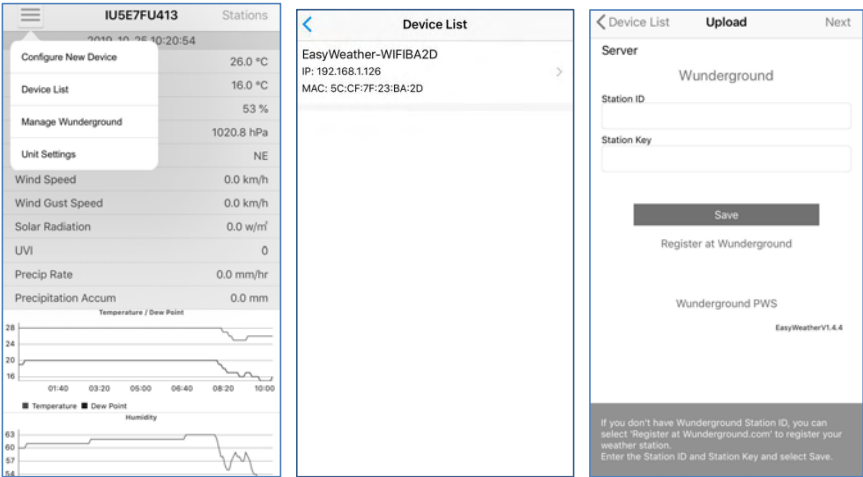 IU5E7FU413
Stations
2019-10-25 10:20:54
Configure New Device
26.0 °C
Device List
16.0 °C
53 %
Manage Wunderground
1020.8 hPa
Unit Settings
NE
Wind Speed 0.0 km/h
Wind Gust Speed 0.0 km/h
Solar Radiation 0.0 w/㎡
UVI 0
Precip Rate 0.0 mm/hr
Precipitation Accum 0.0 mm
Temperature / Dew Point
28
24
20
16
01:40 03:20 05:00 06:40 08:20 10:00
Temperature Dew Point
Humidity
63
60
57
54
Device List
EasyWeather-WIFIBA2D
IP: 192.168.1.126
MAC: 5C:CF:7F:23:BA:2D
Device List Upload Next
Server
Wunderground
Station ID
Station Key
Save
Register at Wunderground
Wunderground PWS
EasyWeatherV1.4.4
If you don't have Wunderground Station ID, you can
select 'Register at Wunderground.com' to register your
weather station.
Enter the Station ID and Station Key and select Save.